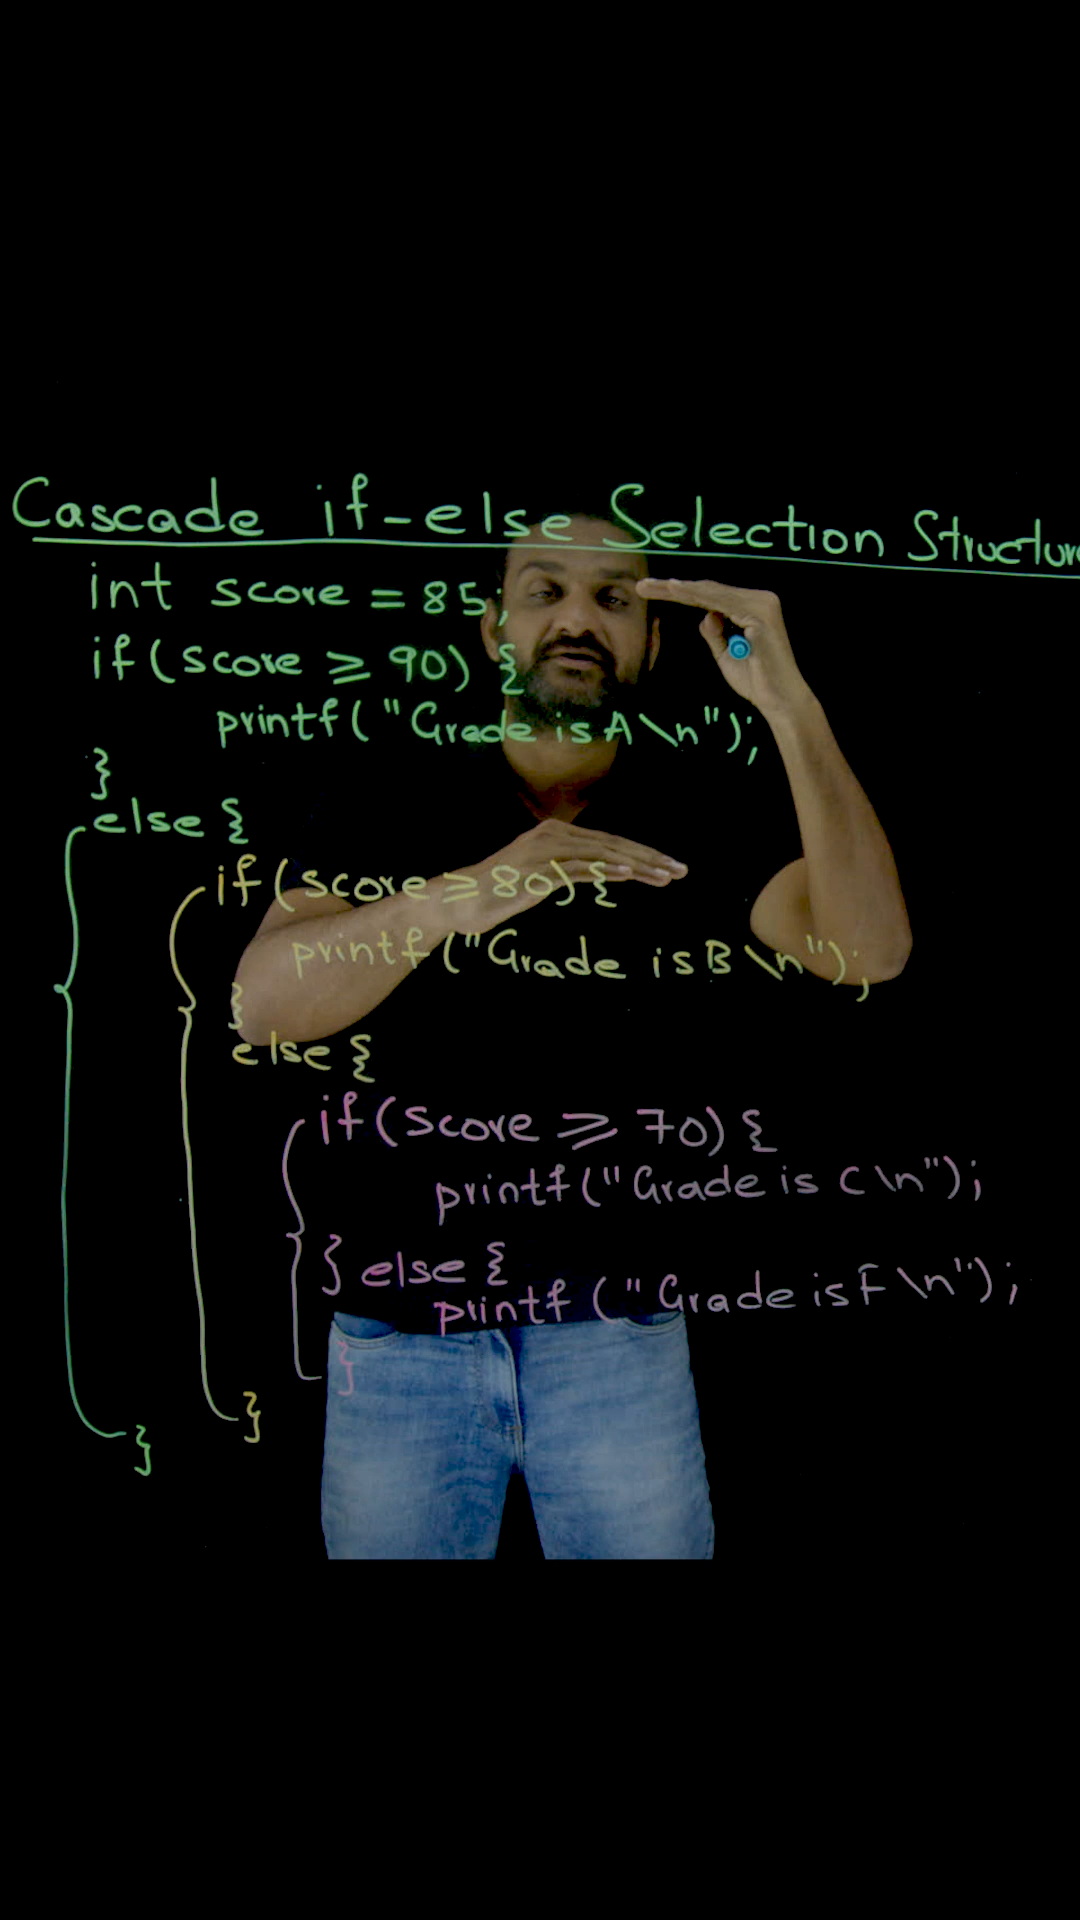 Cascade if-else Selection Structur
int score = 85;
if(score ≥ 90) {
printf("Grade is A \n");
}
else {
if(score ≥ 80) {
printf("Grade is B \n");
}
else {
if(score ≥ 70) {
printf("Grade is C \n");
} else {
printf("Grade is F \n");
}
}
}